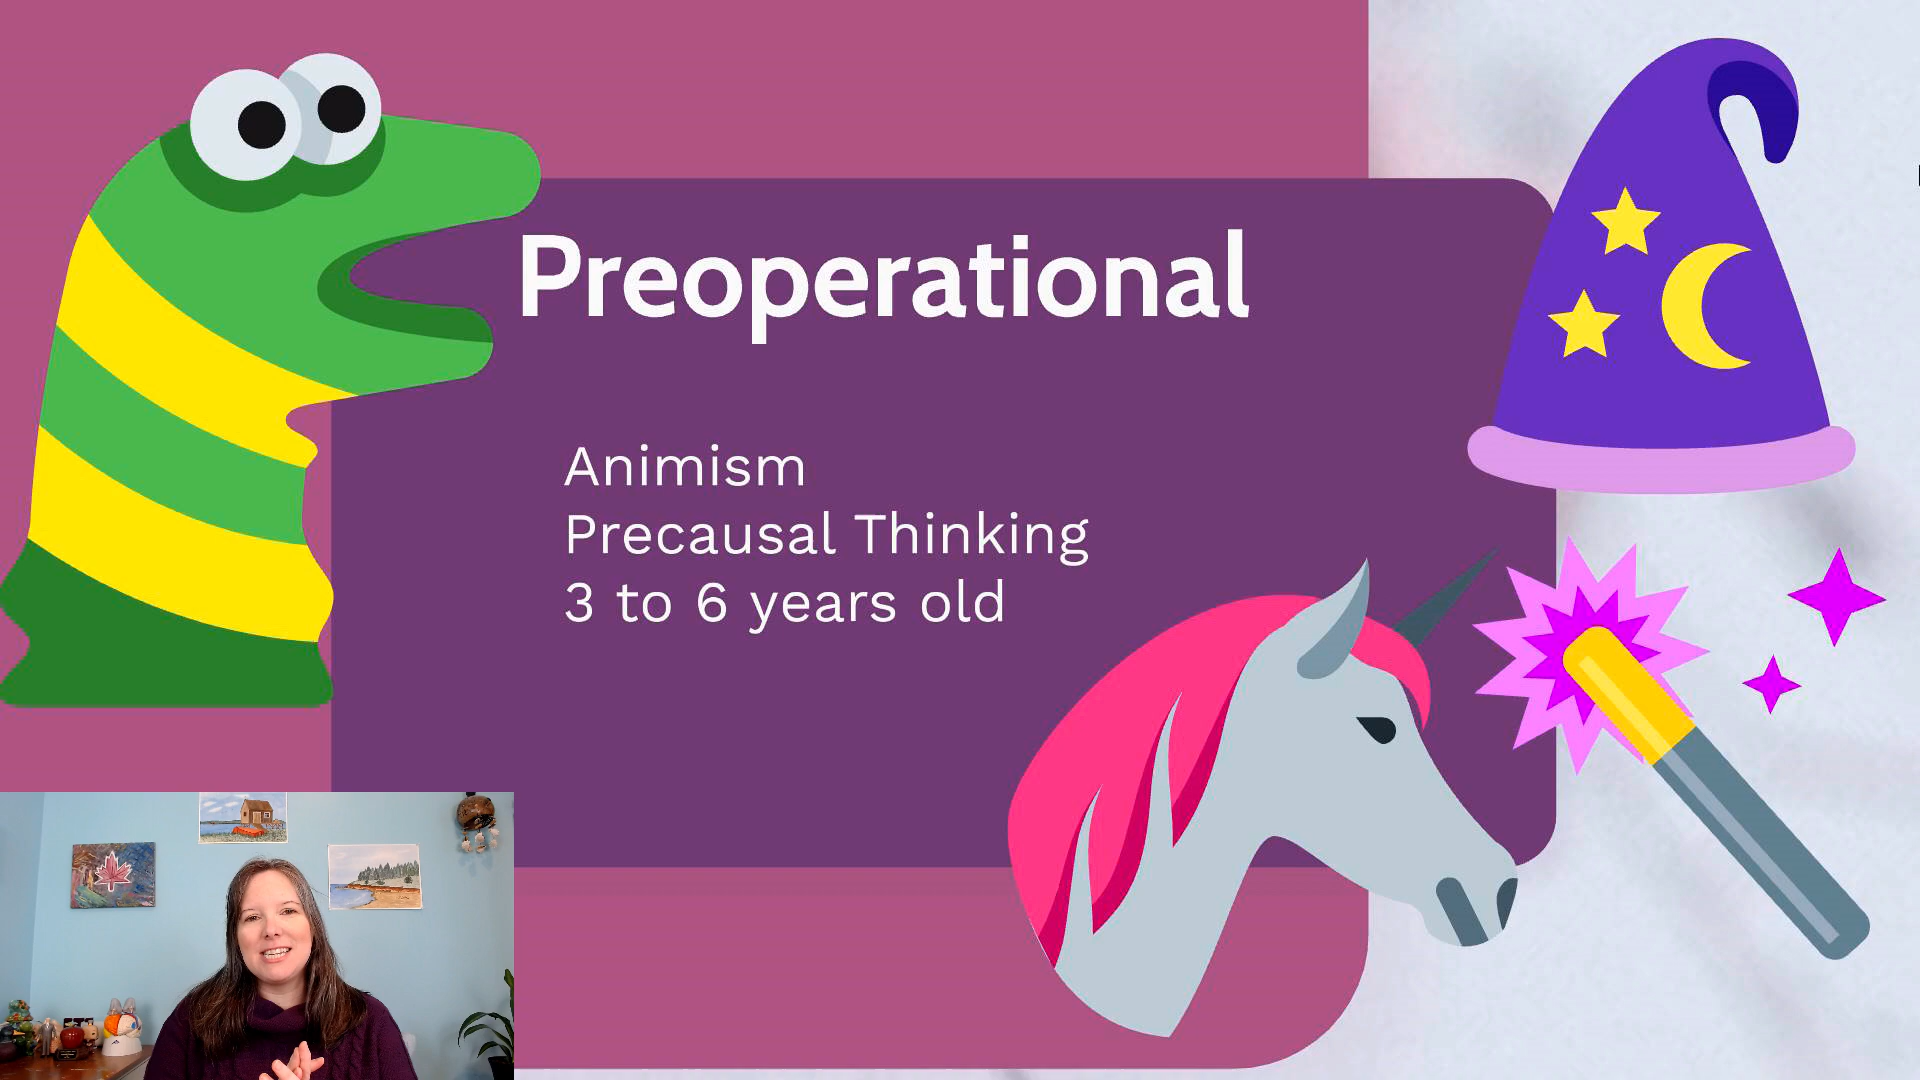 Preoperational
Animism
Precausal Thinking
3 to 6 years old